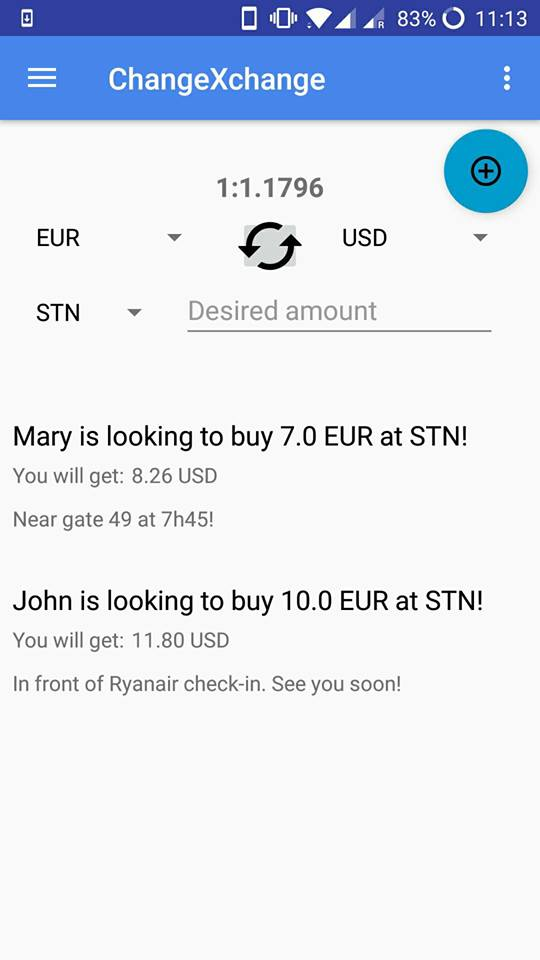 83% 11:13
ChangeXchange
1:1.1796
EUR USD
STN Desired amount
Mary is looking to buy 7.0 EUR at STN!
You will get: 8.26 USD
Near gate 49 at 7h45!
John is looking to buy 10.0 EUR at STN!
You will get: 11.80 USD
In front of Ryanair check-in. See you soon!